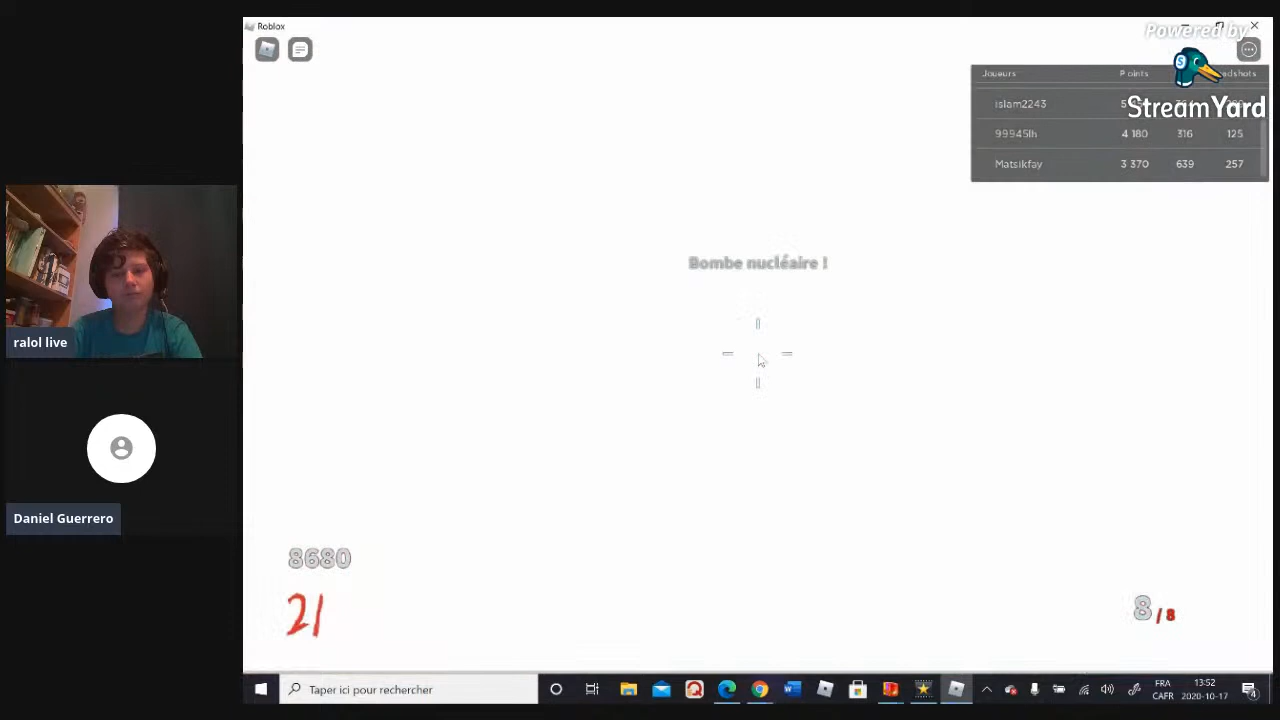 Roblox
Powered by
StreamYard
Joueurs Points
islam2243
99945lh 4 180 316 125
Matsikfay 3 370 639 257
Bombe nucléaire !
ralol live
Daniel Guerrero
8680
21
8/8
Taper ici pour rechercher
FRA
CAFR
13:52
2020-10-17
4